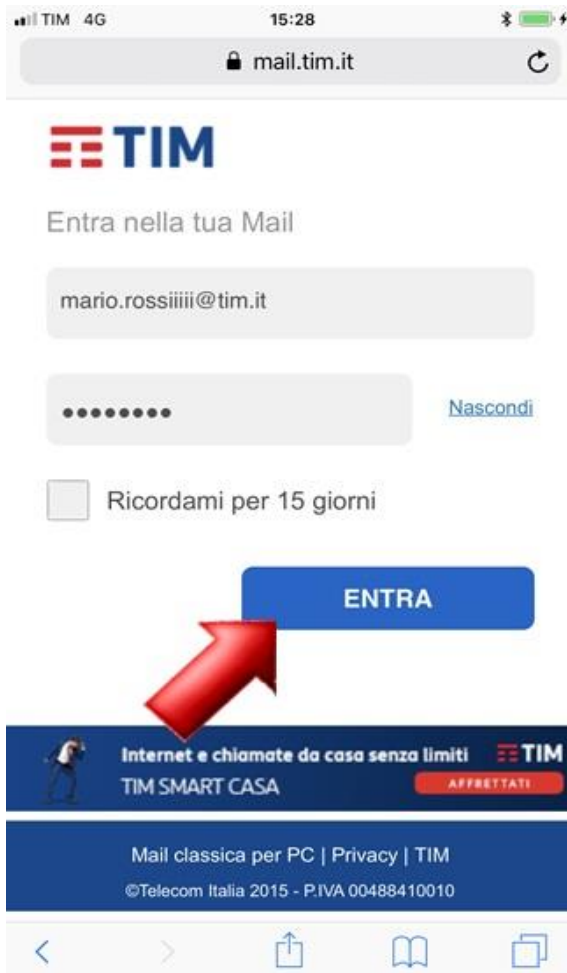 TIM 4G 15:28
mail.tim.it
TIM
Entra nella tua Mail
mario.rossiiiii@tim.it
●●●●●●●● Nascondi
Ricordami per 15 giorni
ENTRA
Internet e chiamate da casa senza limiti TIM
TIM SMART CASA AFFRETTATI
Mail classica per PC | Privacy | TIM
©Telecom Italia 2015 - P.IVA 00488410010